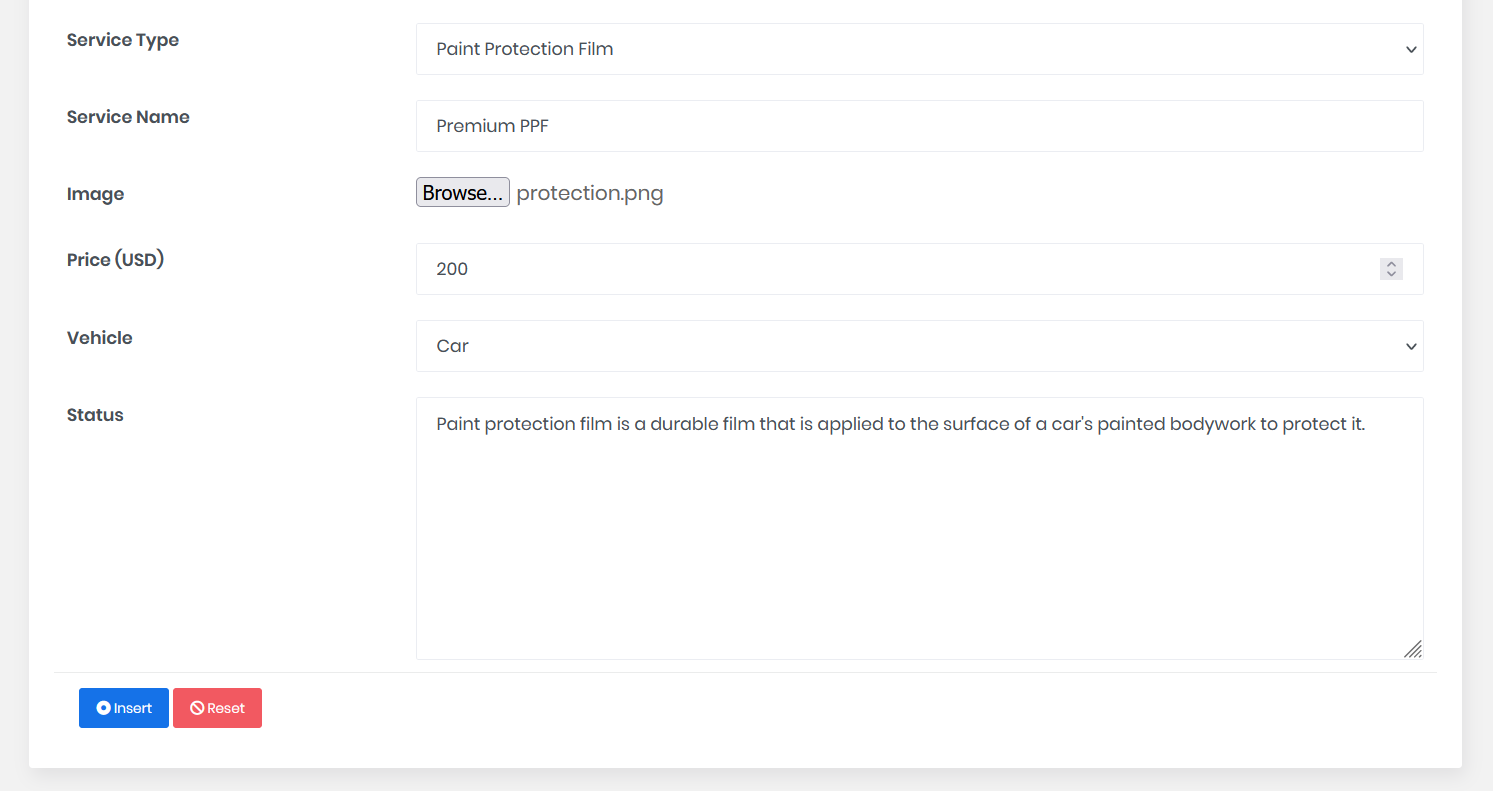 Service Type
Paint Protection Film
Service Name
Premium PPF
Image
Browse... protection.png
Price (USD)
200
Vehicle
Car
Status
Paint protection film is a durable film that is applied to the surface of a car's painted bodywork to protect it.
Insert Reset